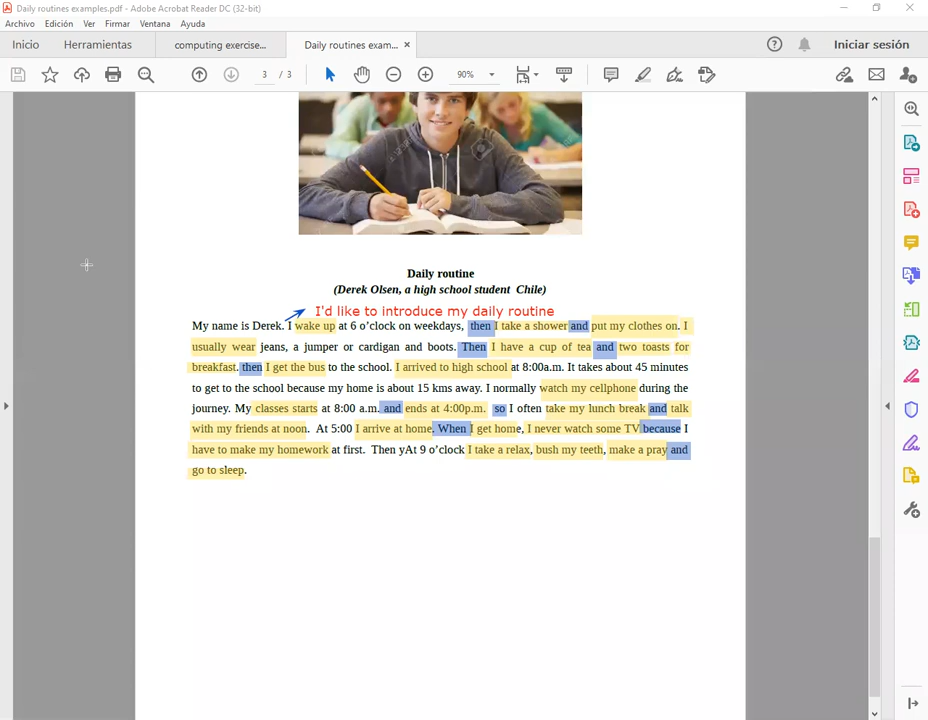 Daily routines examples.pdf - Adobe Acrobat Reader DC (32-bit)
Archivo Edición Ver Firmar Ventana Ayuda
Inicio Herramientas computing exercise... Daily routines exam... ×
Iniciar sesión
3 / 3 90%
Daily routine
(Derek Olsen, a high school student Chile)
I'd like to introduce my daily routine
My name is Derek. I wake up at 6 o’clock on weekdays, then I take a shower and put my clothes on. I
usually wear jeans, a jumper or cardigan and boots. Then I have a cup of tea and two toasts for
breakfast. then I get the bus to the school. I arrived to high school at 8:00a.m. It takes about 45 minutes
to get to the school because my home is about 15 kms away. I normally watch my cellphone during the
journey. My classes starts at 8:00 a.m. and ends at 4:00p.m. so I often take my lunch break and talk
with my friends at noon. At 5:00 I arrive at home. When I get home, I never watch some TV because I
have to make my homework at first. Then yAt 9 o’clock I take a relax, bush my teeth, make a pray and
go to sleep.